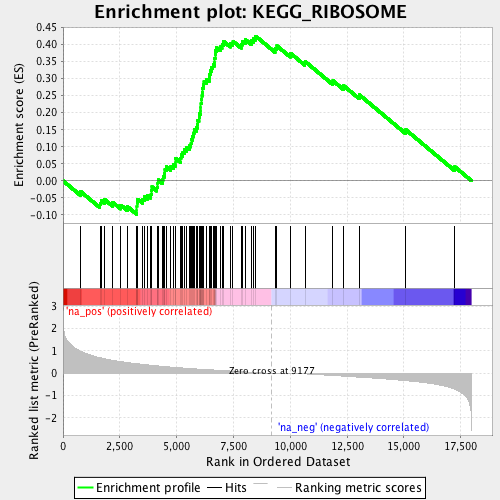 Enrichment plot: KEGG_RIBOSOME
Enrichment score (ES)
0.45
0.40
0.35
0.30
0.25
0.20
0.15
0.10
0.05
0.00
-0.05
-0.10
'na_pos' (positively correlated)
Ranked list metric (PreRanked)
3
2
1
0
-1
-2
Zero cross at 9177
'na_neg' (negatively correlated)
0
2,500
5,000
7,500
10,000
12,500
15,000
17,500
Rank in Ordered Dataset
Enrichment profile
Hits
Ranking metric scores